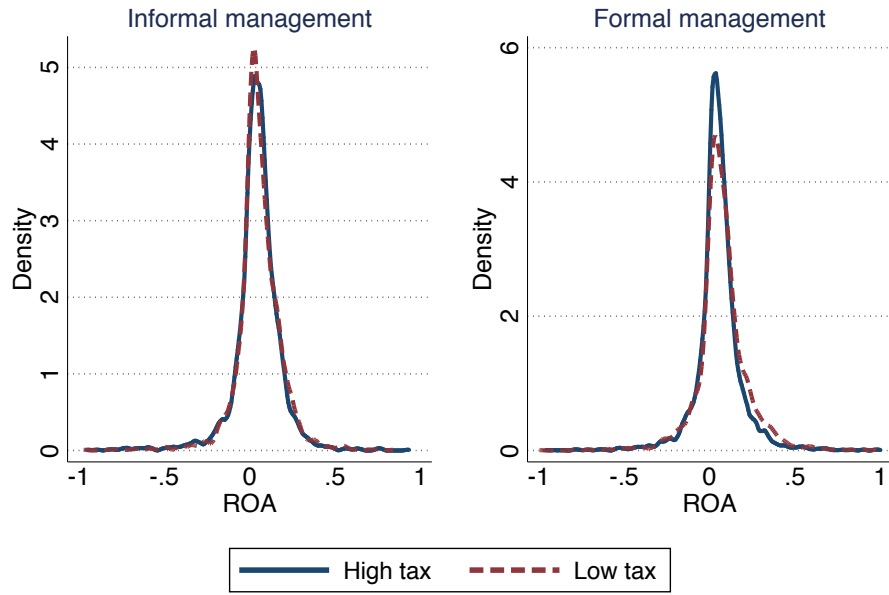 Informal management
Formal management
Density
5
4
3
2
1
0
-1
-.5
0
.5
1
ROA
Density
6
4
2
0
-1
-.5
0
.5
1
ROA
High tax
Low tax